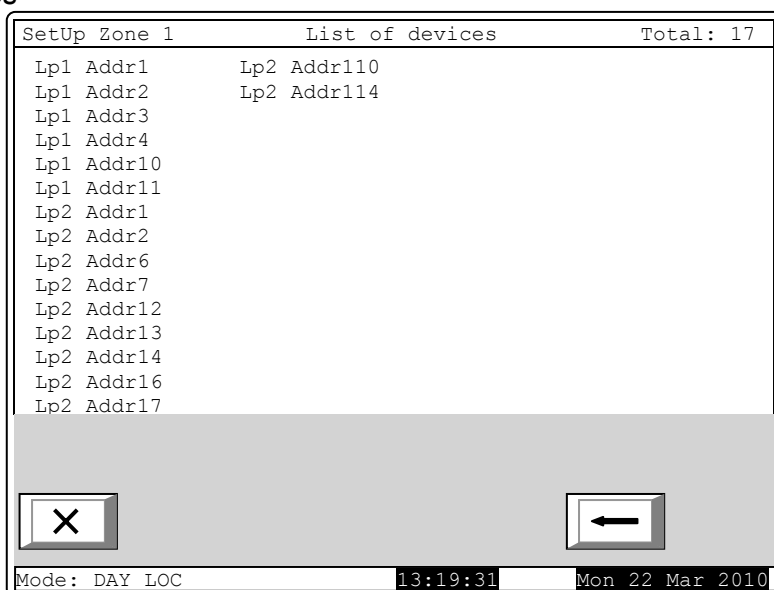 SetUp Zone 1 List of devices Total: 17
Lp1 Addr1 Lp2 Addr110
Lp1 Addr2 Lp2 Addr114
Lp1 Addr3
Lp1 Addr4
Lp1 Addr10
Lp1 Addr11
Lp2 Addr1
Lp2 Addr2
Lp2 Addr6
Lp2 Addr7
Lp2 Addr12
Lp2 Addr13
Lp2 Addr14
Lp2 Addr16
Lp2 Addr17
Mode: DAY LOC 13:19:31 Mon 22 Mar 2010